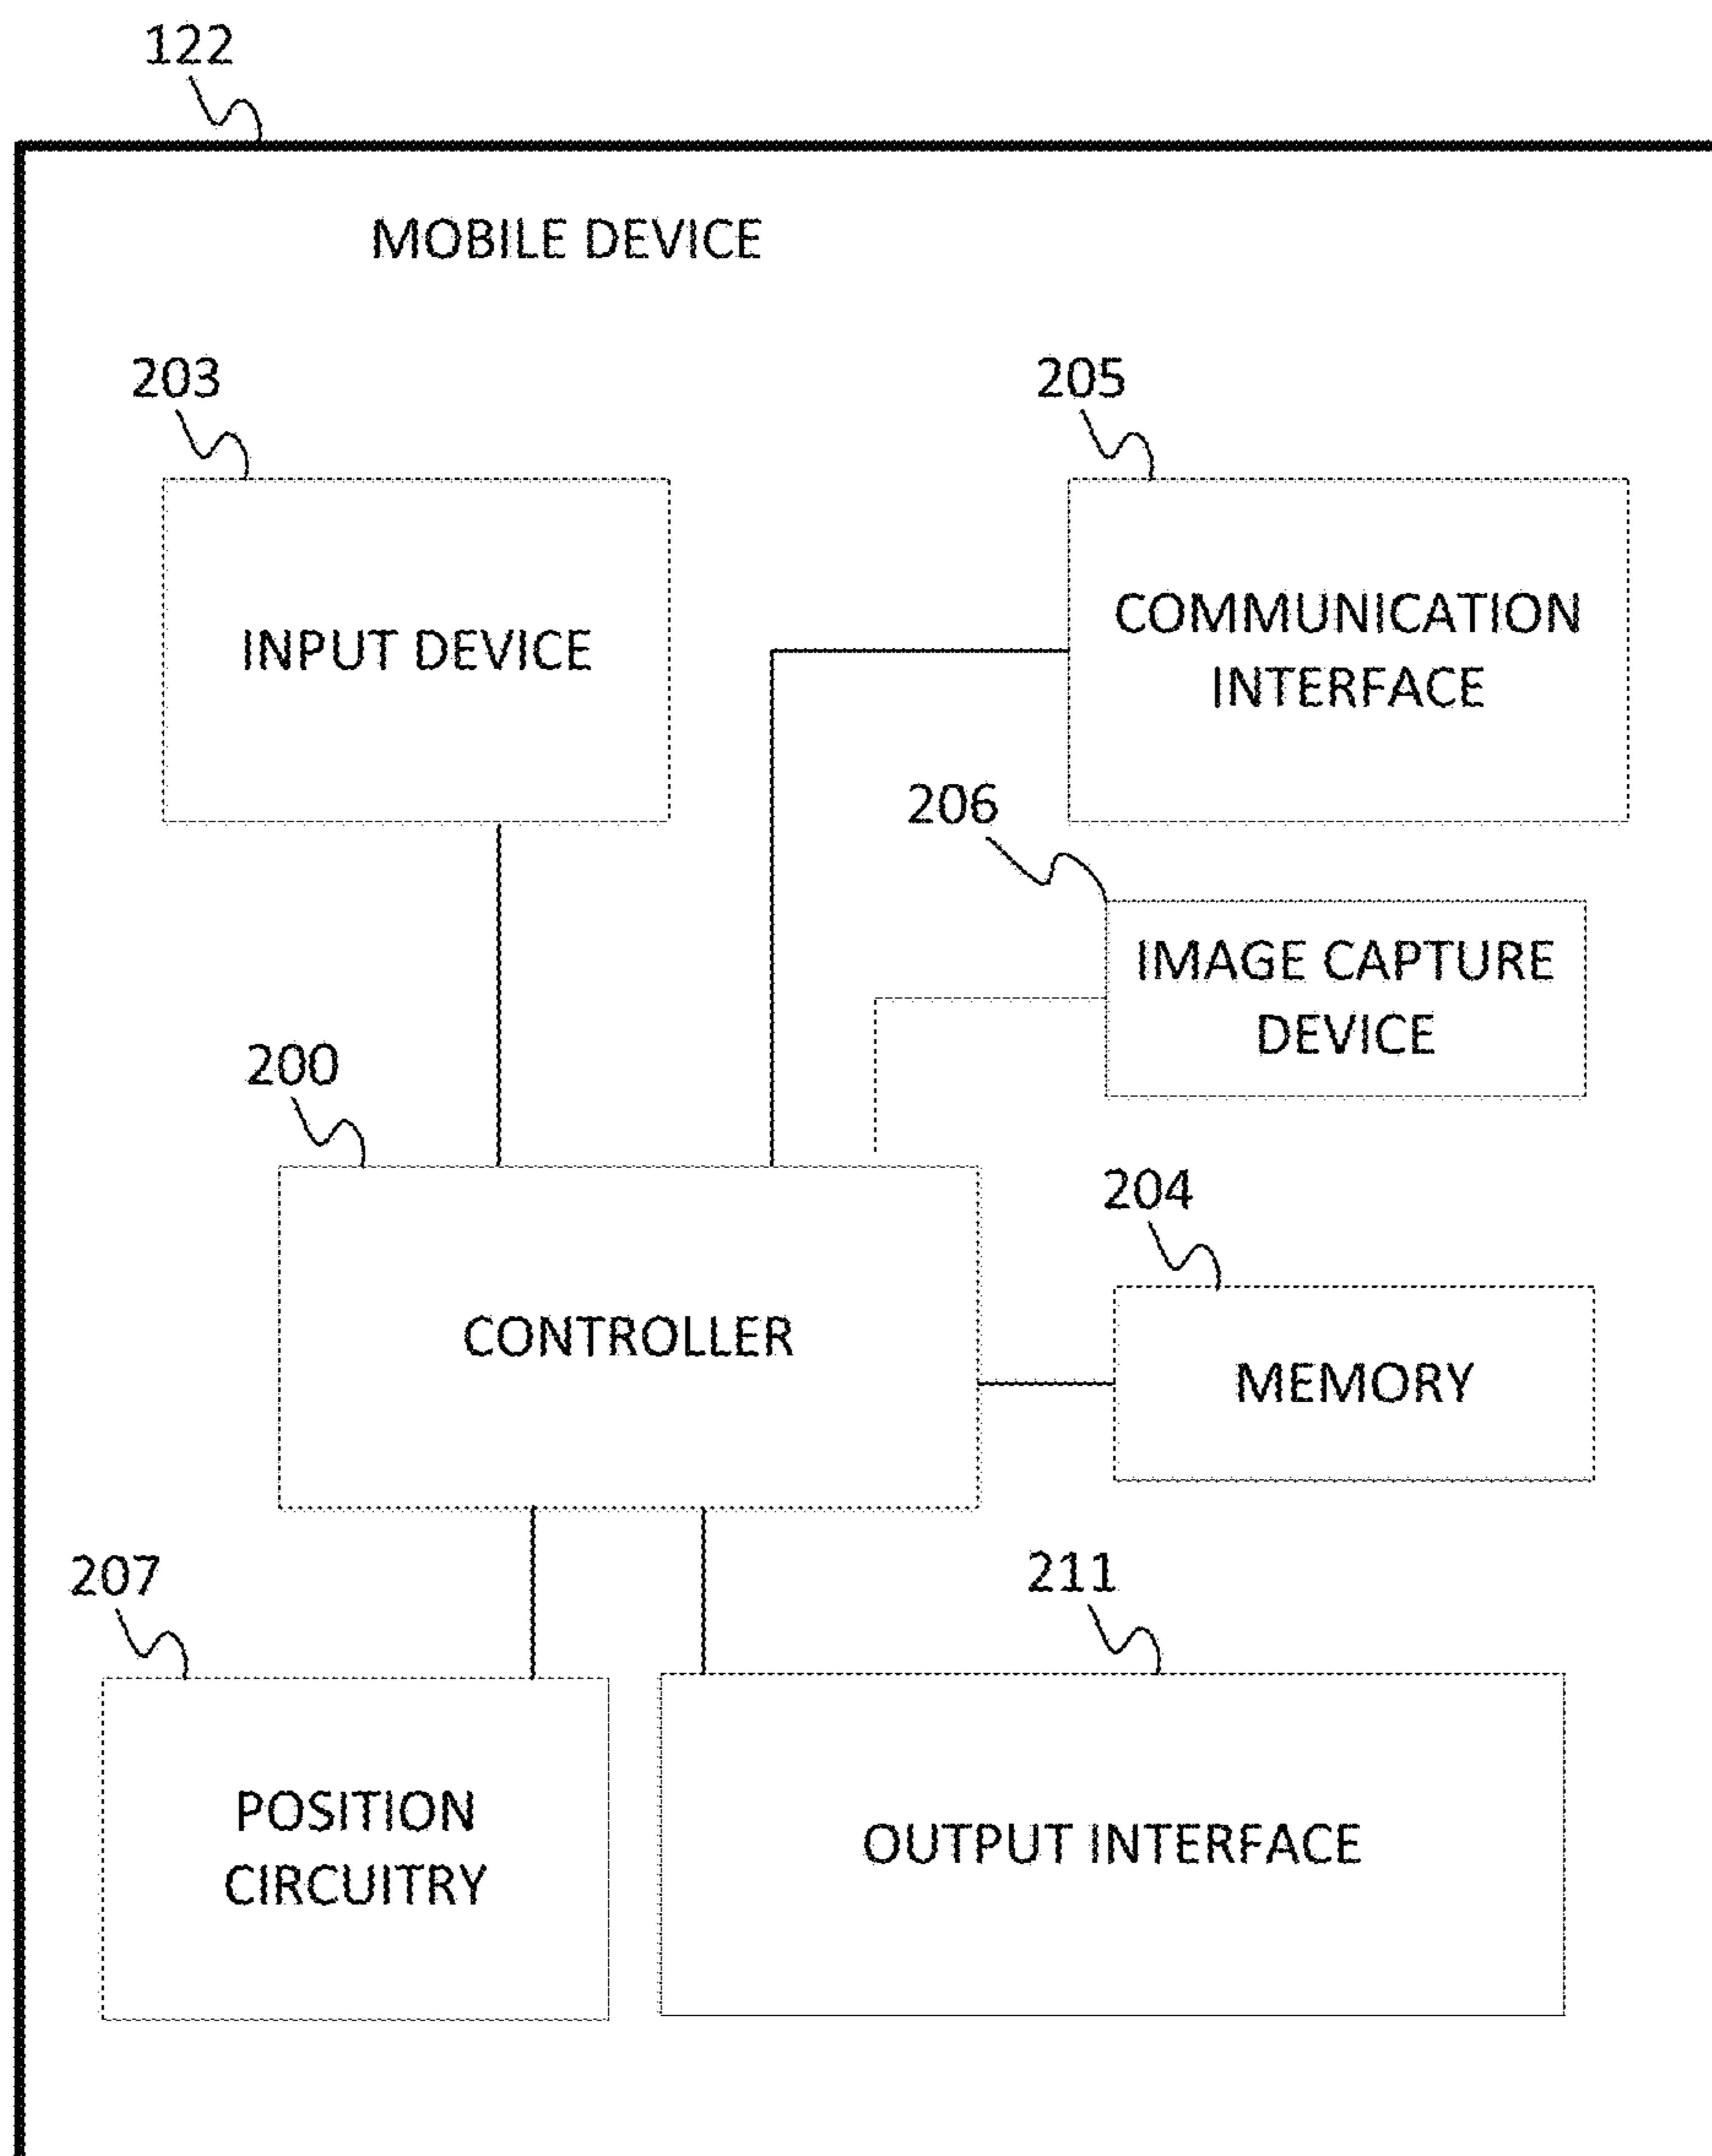 122
MOBILE DEVICE
203
205
INPUT DEVICE
COMMUNICATION
INTERFACE
206
IMAGE CAPTURE
DEVICE
200
204
CONTROLLER
MEMORY
207
211
POSITION
CIRCUITRY
OUTPUT INTERFACE